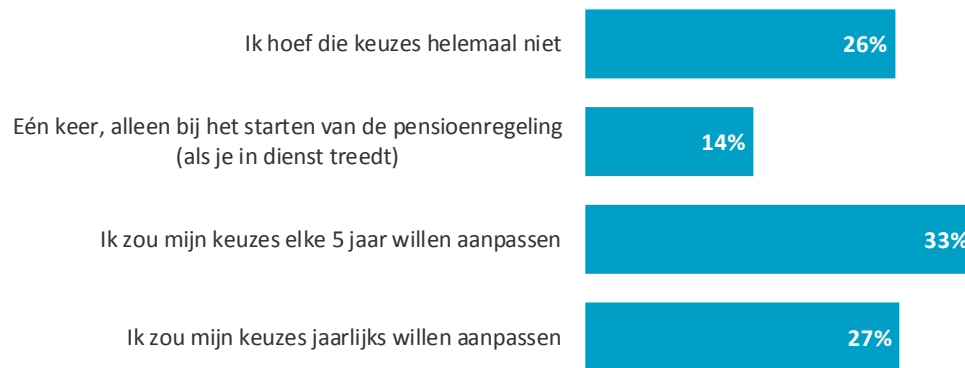 Ik hoef die keuzes helemaal niet
26%
Eén keer, alleen bij het starten van de pensioenregeling
(als je in dienst treedt)
14%
Ik zou mijn keuzes elke 5 jaar willen aanpassen
33%
Ik zou mijn keuzes jaarlijks willen aanpassen
27%